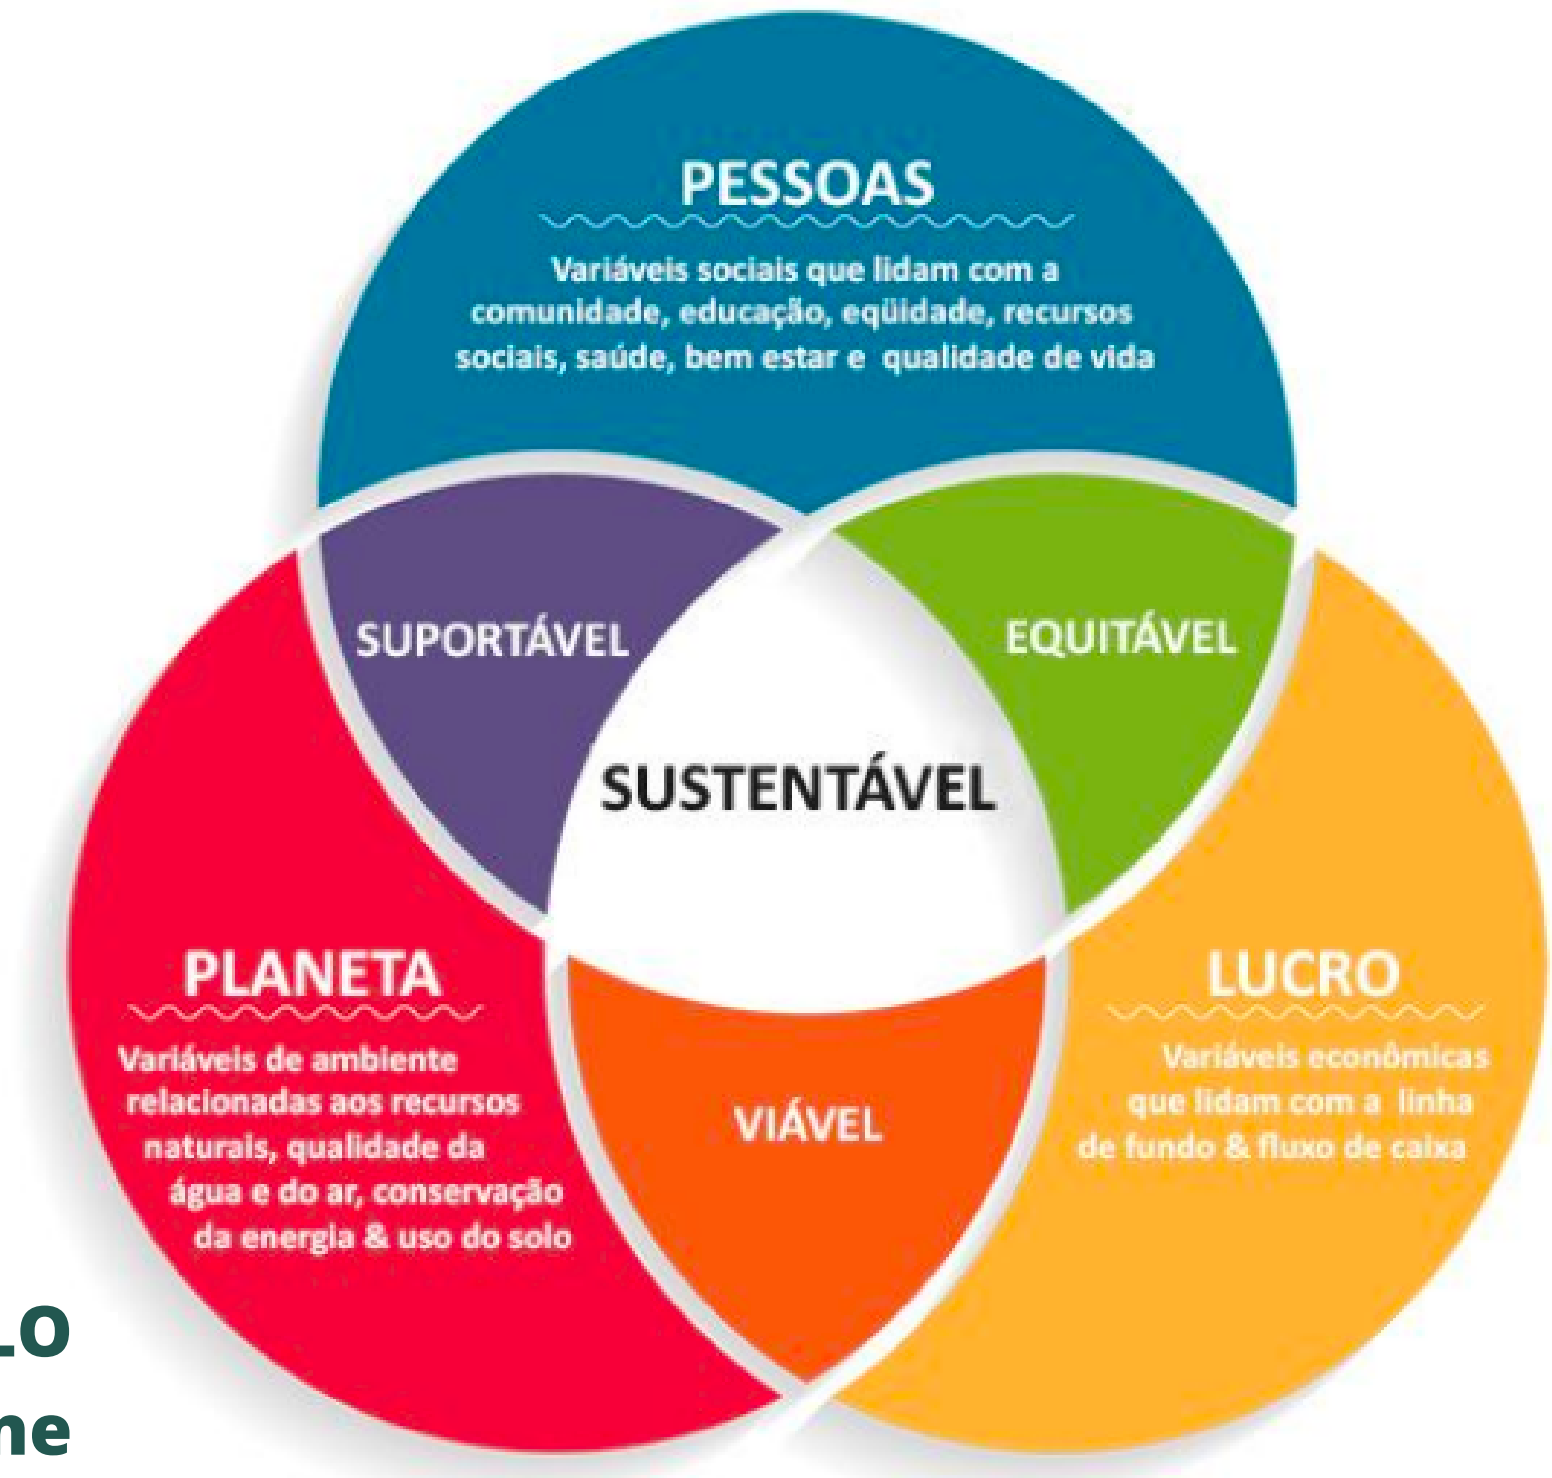 PESSOAS
Variáveis sociais que lidam com a
comunidade, educação, eqüidade, recursos
sociais, saúde, bem estar e qualidade de vida
SUPORTÁVEL
EQUITÁVEL
SUSTENTÁVEL
PLANETA
Variáveis de ambiente
relacionadas aos recursos
naturais, qualidade da
água e do ar, conservação
da energia & uso do solo
LUCRO
Variáveis econômicas
que lidam com a linha
de fundo & fluxo de caixa
VIÁVEL
LO
ne